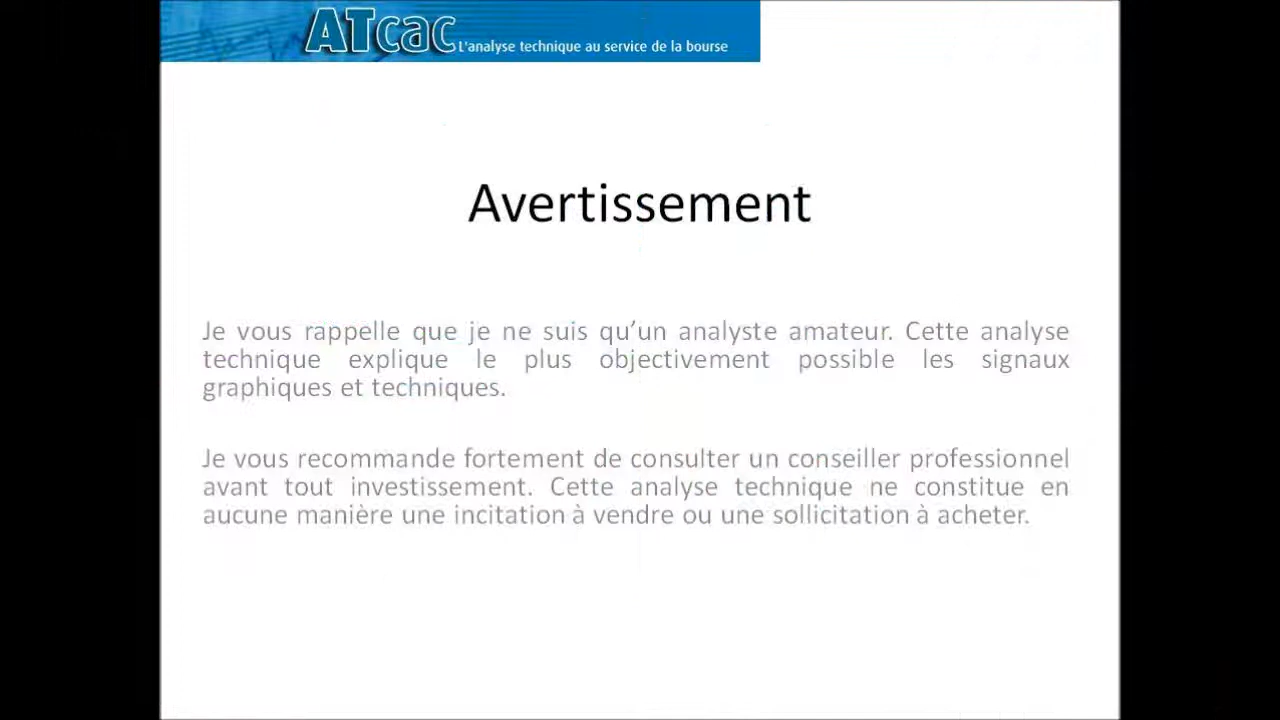 ATcac L'analyse technique au service de la bourse
Avertissement
Je vous rappelle que je ne suis qu’un analyste amateur. Cette analyse
technique explique le plus objectivement possible les signaux
graphiques et techniques.
Je vous recommande fortement de consulter un conseiller professionnel
avant tout investissement. Cette analyse technique ne constitue en
aucune manière une incitation à vendre ou une sollicitation à acheter.